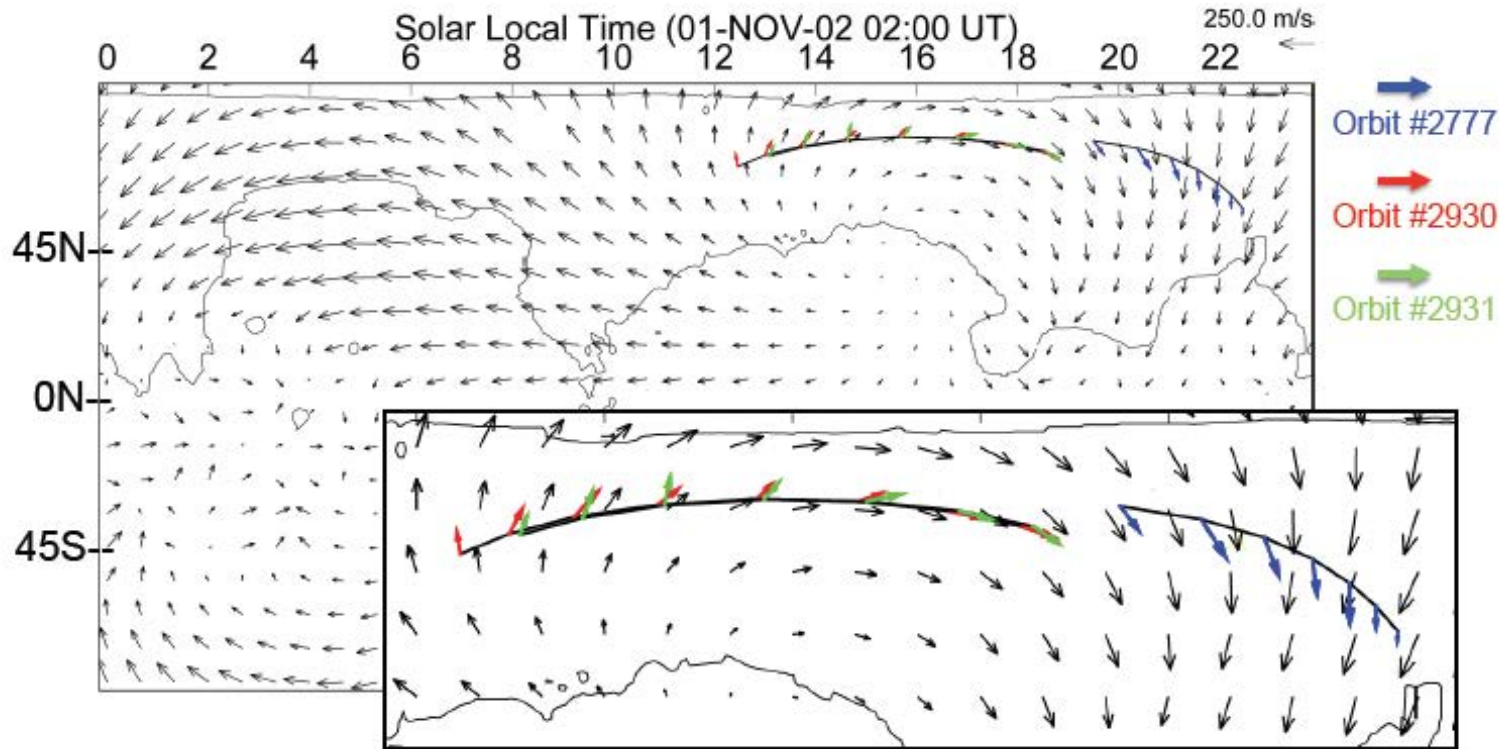 Solar Local Time (01-NOV-02 02:00 UT)
250.0 m/s
0 2 4 6 8 10 12 14 16 18 20 22
Orbit #2777
Orbit #2930
45N
Orbit #2931
0N
45S